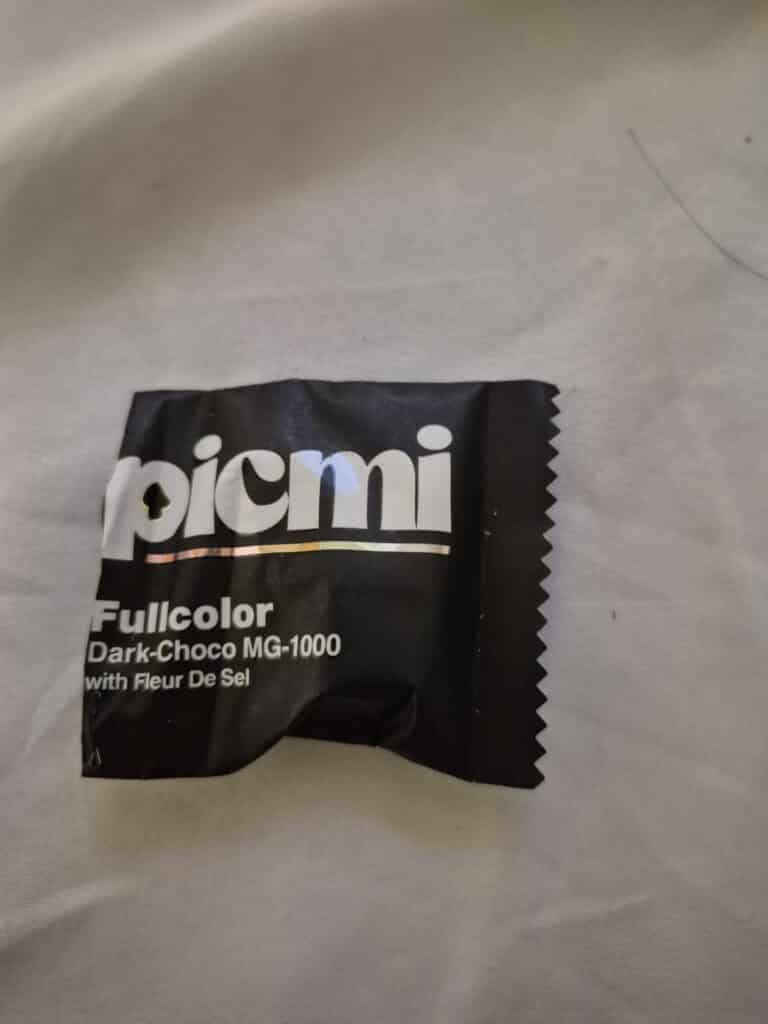 picmi
Fullcolor
Dark-Choco MG-1000
with Fleur De Sel